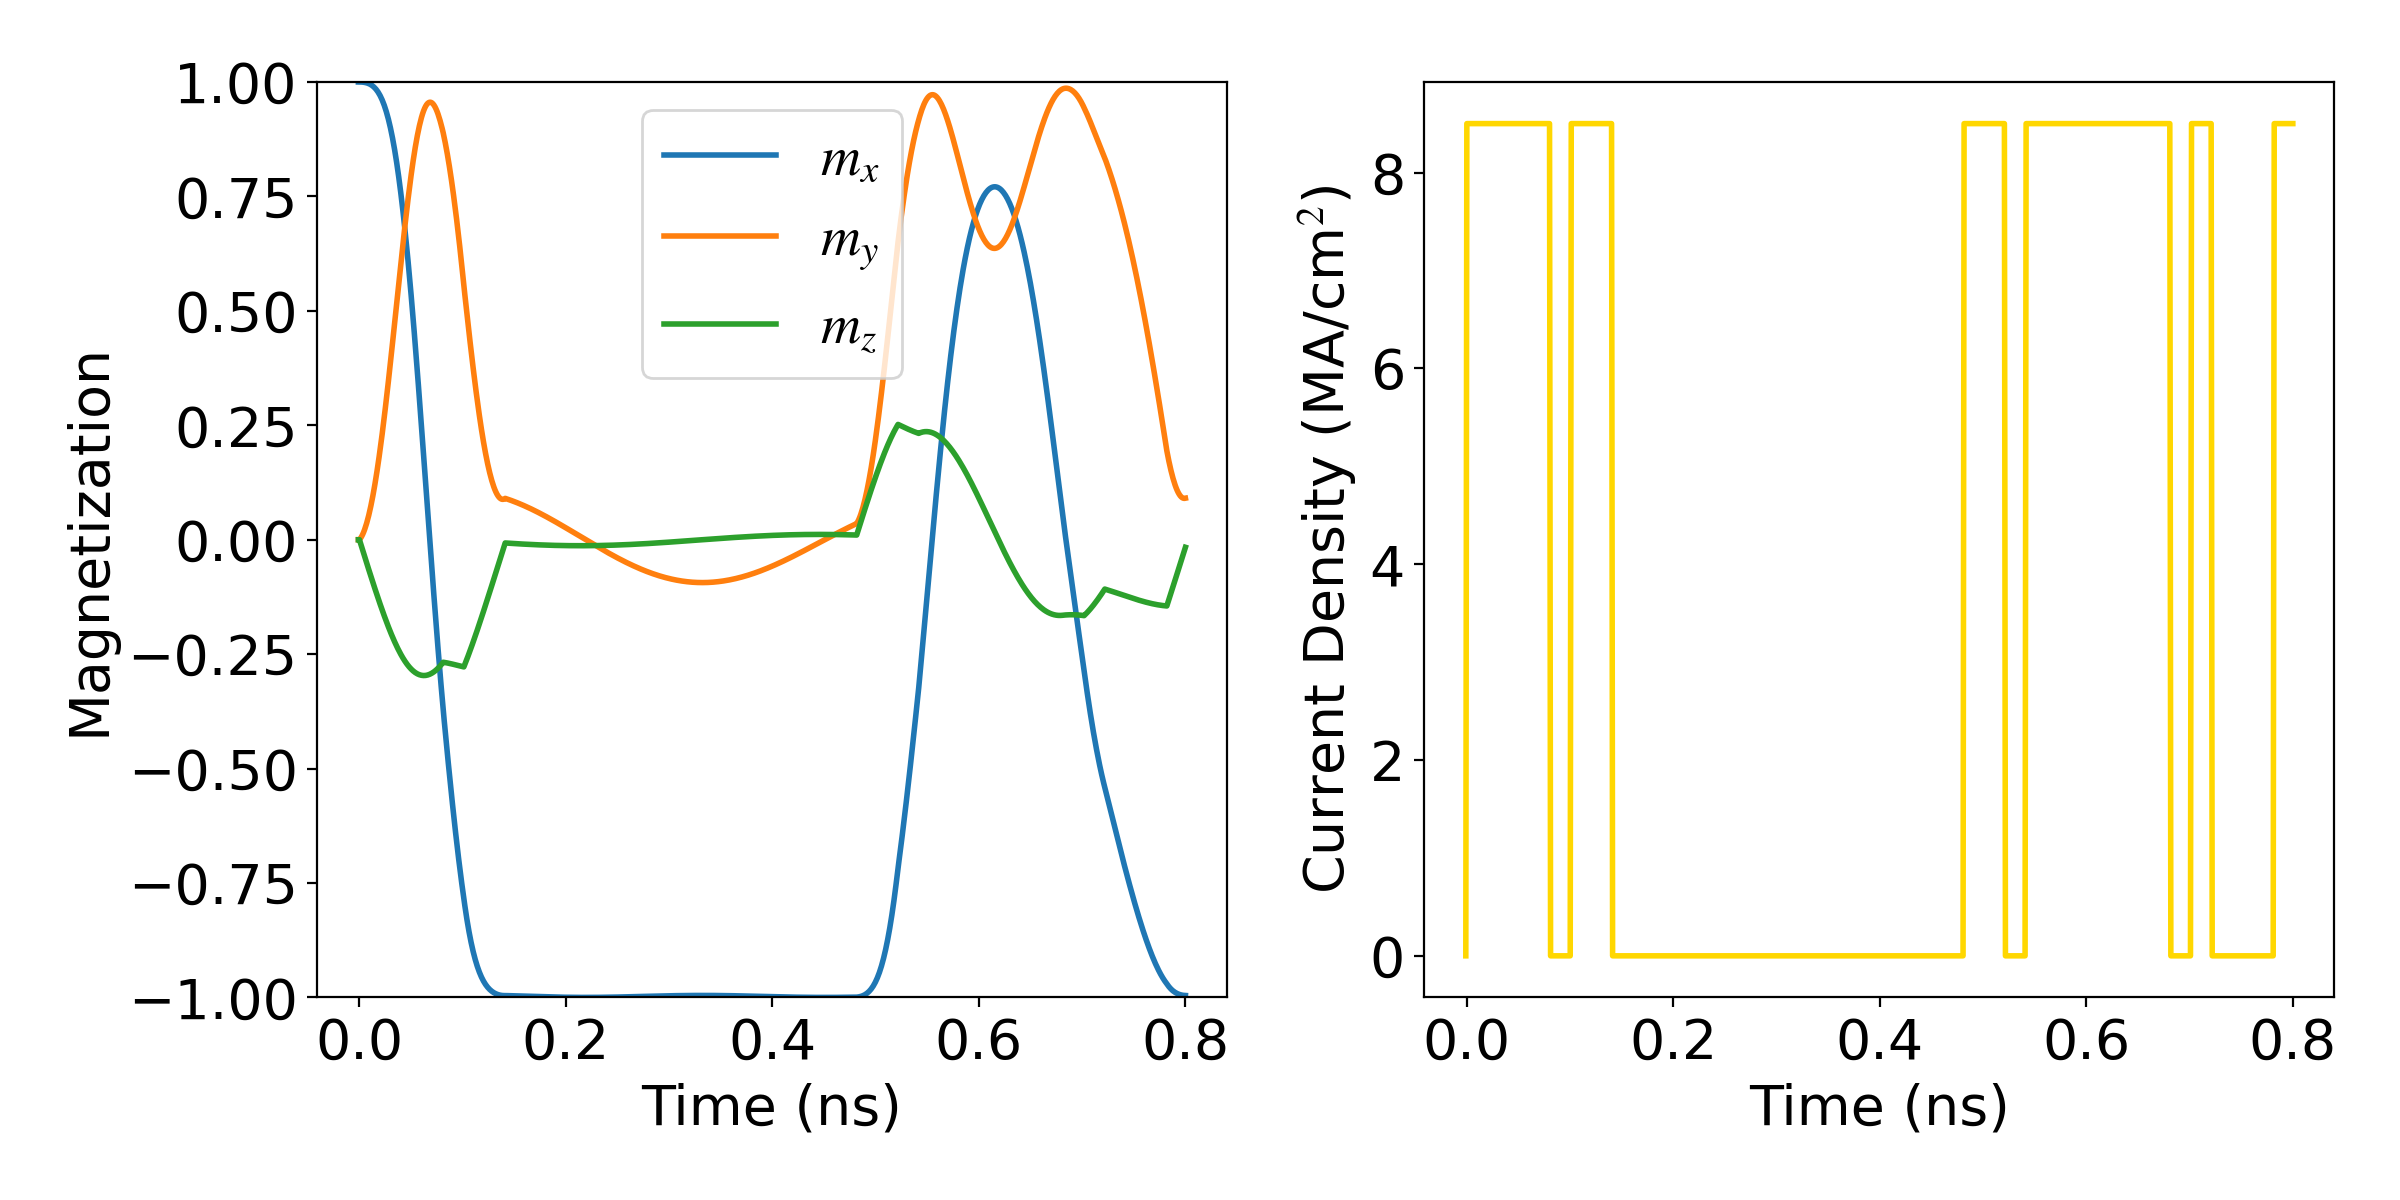 1.00
0.75
0.50
0.25
0.00
−0.25
−0.50
−0.75
−1.00
Magnetization
0.0 0.2 0.4 0.6 0.8
Time (ns)
m_x
m_y
m_z
8
6
4
2
0
Current Density (MA/cm²)
0.0 0.2 0.4 0.6 0.8
Time (ns)